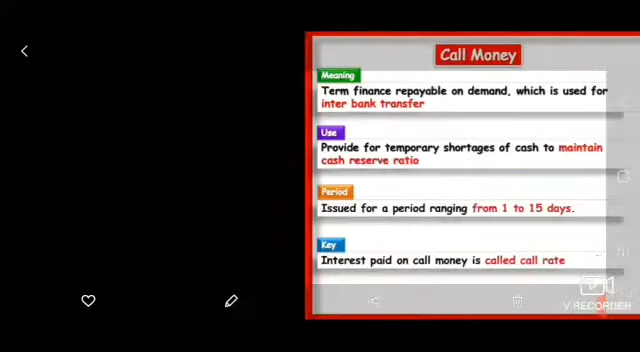 Call Money
Meaning
Term finance repayable on demand, which is used for
inter bank transfer
Use
Provide for temporary shortages of cash to maintain
cash reserve ratio
Period
Issued for a period ranging from 1 to 15 days.
Key
Interest paid on call money is called call rate
V.RECORDER